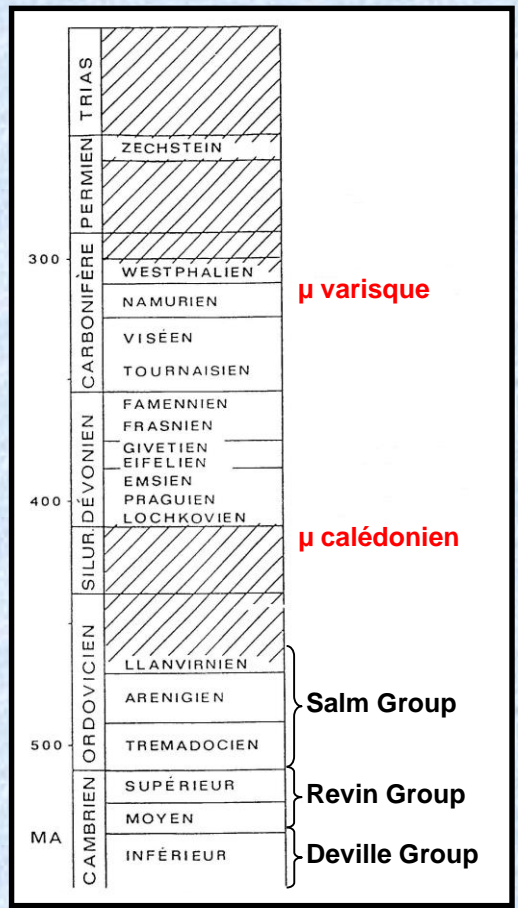 TRIAS
PERMIEN
ZECHSTEIN
CARBONIFÈRE
300
WESTPHALIEN
µ varisque
NAMURIEN
VISÉEN
TOURNAISIEN
DÉVONIEN
FAMENNIEN
FRASNIEN
GIVETIEN
EIFELIEN
EMSIEN
400
PRAGUIEN
LOCHKOVIEN
SILUR.
µ calédonien
ORDOVICIEN
LLANVIRNIEN
ARENIGIEN
Salm Group
500
TREMADOCIEN
CAMBRIEN
SUPÉRIEUR
Revin Group
MOYEN
MA
INFÉRIEUR
Deville Group